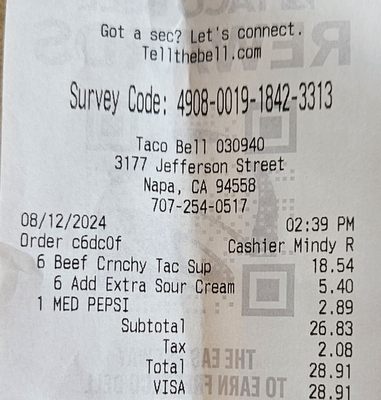 Got a sec? Let's connect.
Tellthebell.com
Survey Code: 4908-0019-1842-3313
Taco Bell 030940
3177 Jefferson Street
Napa, CA 94558
707-254-0517
08/12/2024 02:39 PM
Order c6dc0f Cashier Mindy R
6 Beef Crnchy Tac Sup 18.54
6 Add Extra Sour Cream 5.40
1 MED PEPSI 2.89
Subtotal 26.83
Tax 2.08
Total 28.91
VISA 28.91